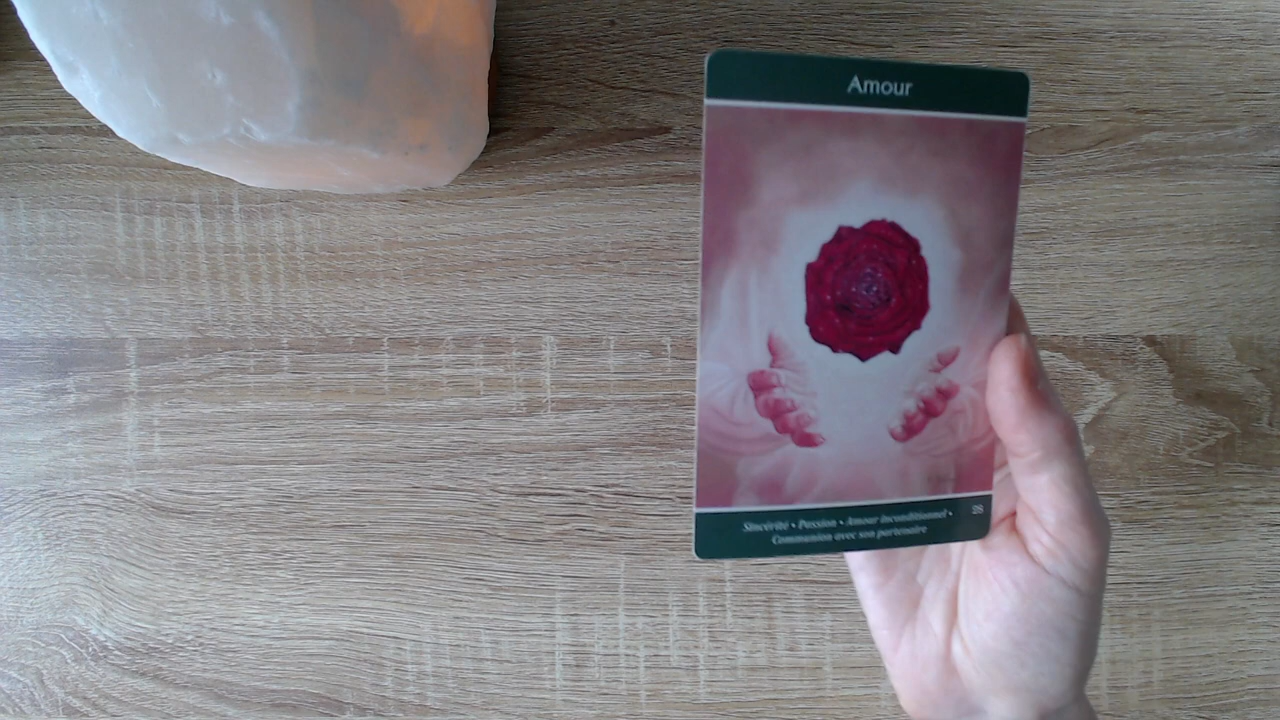 Amour
Sincérité • Passion • Amour inconditionnel •
Communion avec son partenaire
28